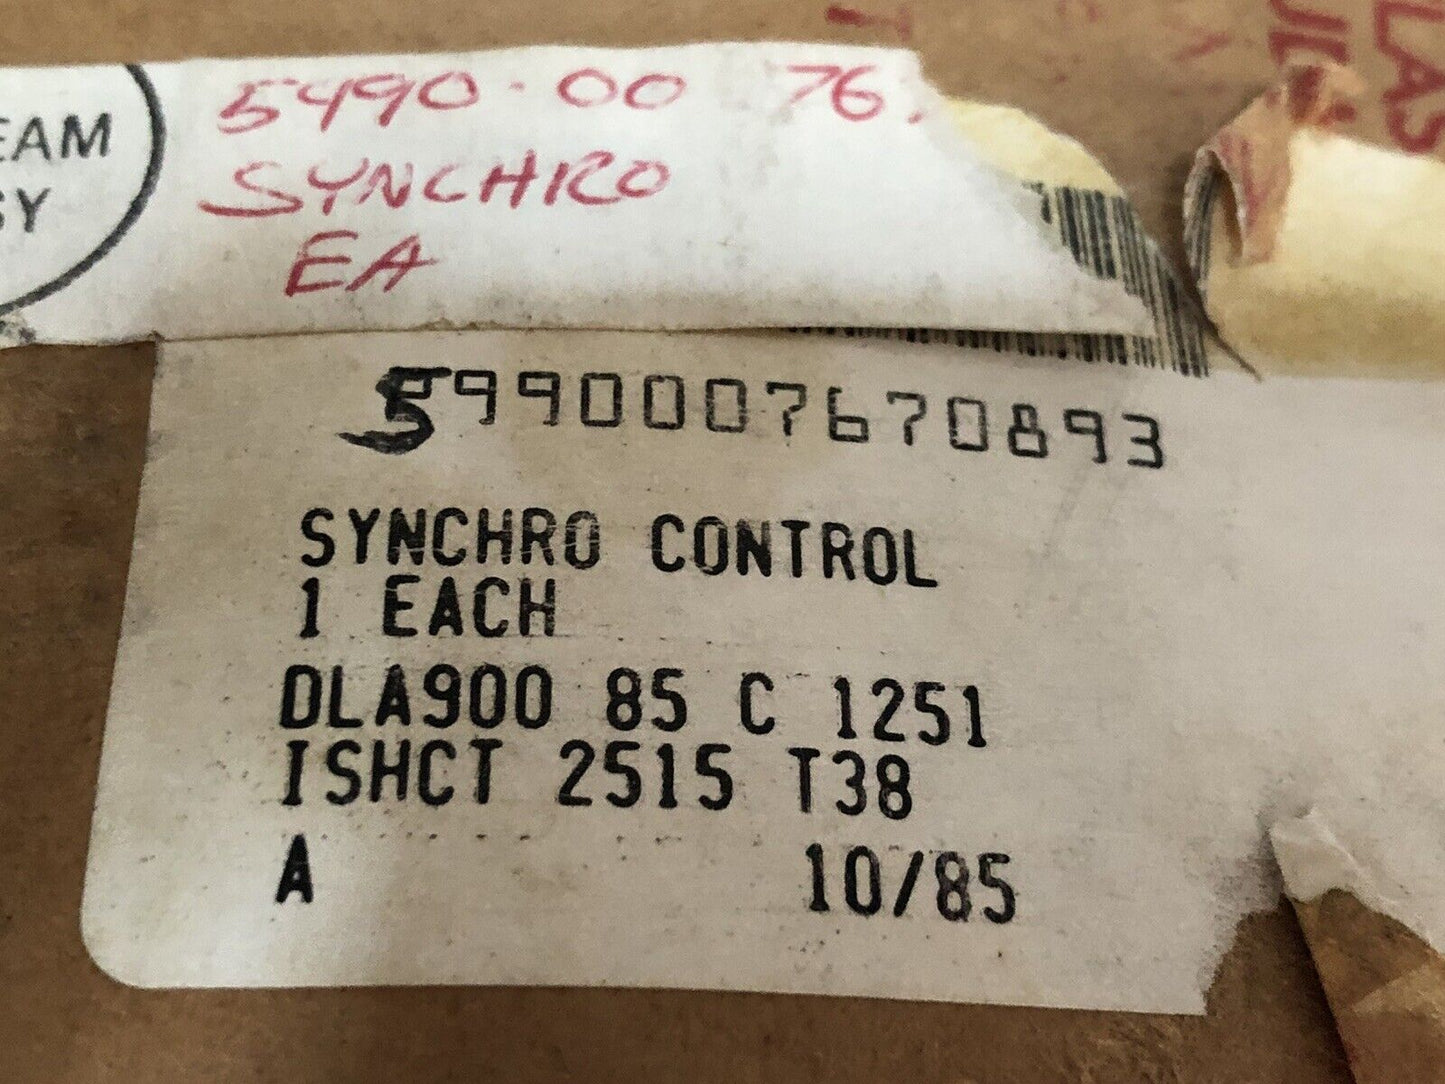 5490-00 76
SYNCHRO
EA
EAM
SY
5990007670893
SYNCHRO CONTROL
1 EACH
DLA900 85 C 1251
ISHCT 2515 T38
A 10/85
LAS